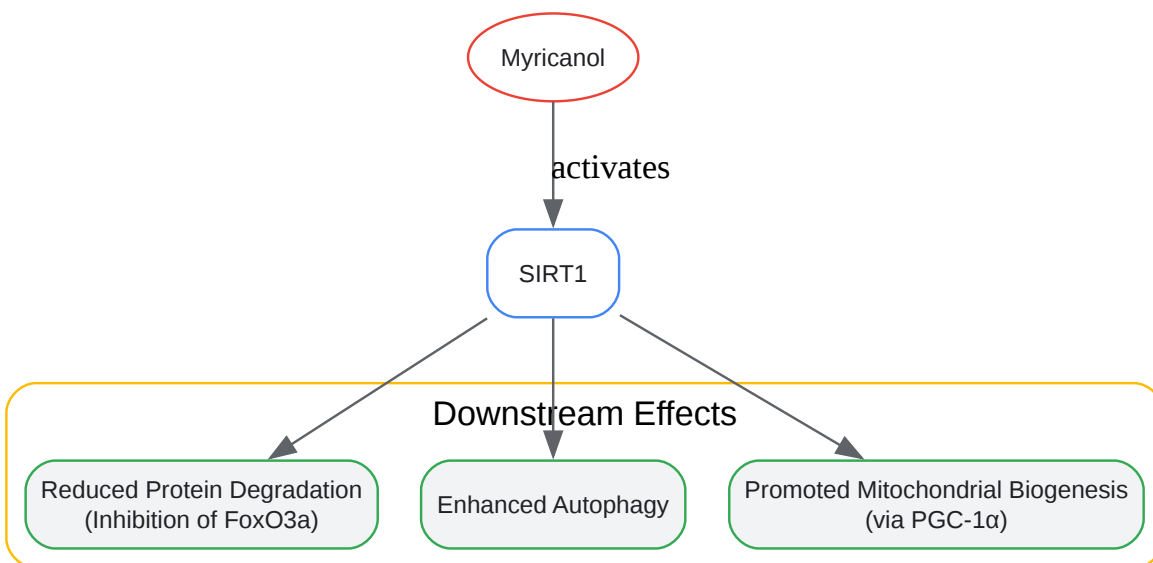 Myricanol
activates
SIRT1
Downstream Effects
Reduced Protein Degradation
(Inhibition of FoxO3a)
Enhanced Autophagy
Promoted Mitochondrial Biogenesis
(via PGC-1α)